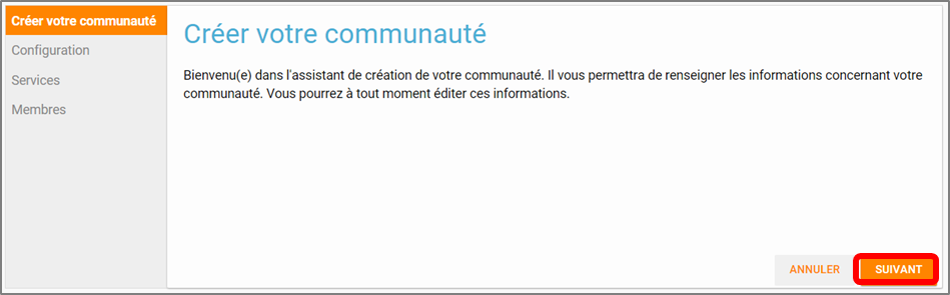 Créer votre communauté
Configuration
Services
Membres
Créer votre communauté
Bienvenu(e) dans l'assistant de création de votre communauté. Il vous permettra de renseigner les informations concernant votre
communauté. Vous pourrez à tout moment éditer ces informations.
ANNULER SUIVANT